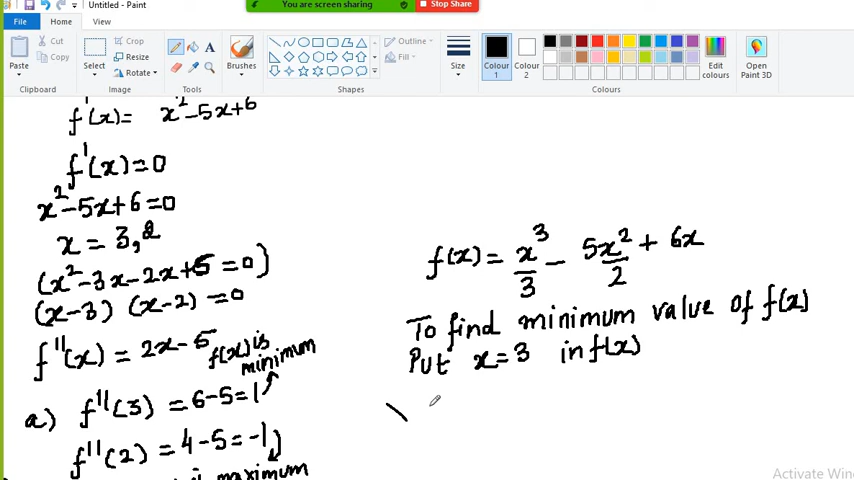 Untitled - Paint
You are screen sharing
Stop Share
File
Home
View
Paste
Cut
Copy
Clipboard
Select
Crop
Resize
Rotate
Image
A
Tools
Brushes
Shapes
Outline
Fill
Size
Colour 1
Colour 2
Colours
Edit colours
Open Paint 3D
f'(x) = x²-5x+6
f'(x) = 0
x²-5x+6=0
x = 3,2
(x²-3x-2x+5 = 0)
(x-3) (x-2) = 0
f''(x) = 2x-5 f(x) is minimum
a) f''(3) = 6-5=1
f''(2) = 4-5 = -1)
is maximum
f(x) = x³/3 - 5x²/2 + 6x
To find minimum value of f(x)
Put x=3 in f(x)
Activate Win